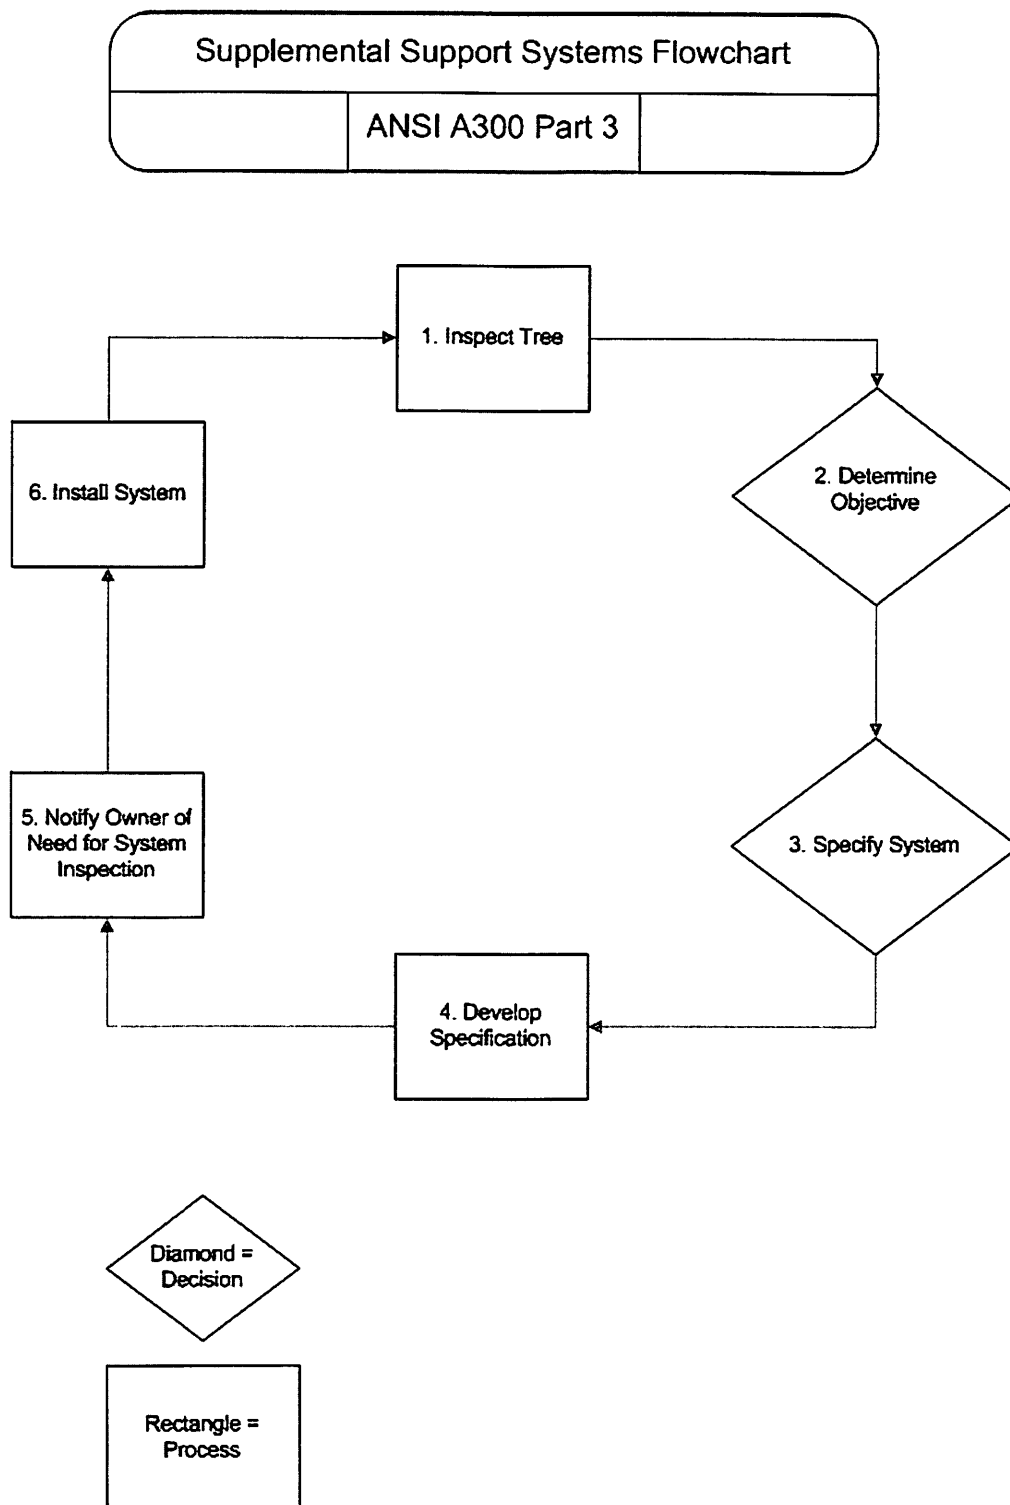 Supplemental Support Systems Flowchart
ANSI A300 Part 3
1. Inspect Tree
2. Determine
Objective
3. Specify System
4. Develop
Specification
5. Notify Owner of
Need for System
Inspection
6. Install System
Diamond =
Decision
Rectangle =
Process